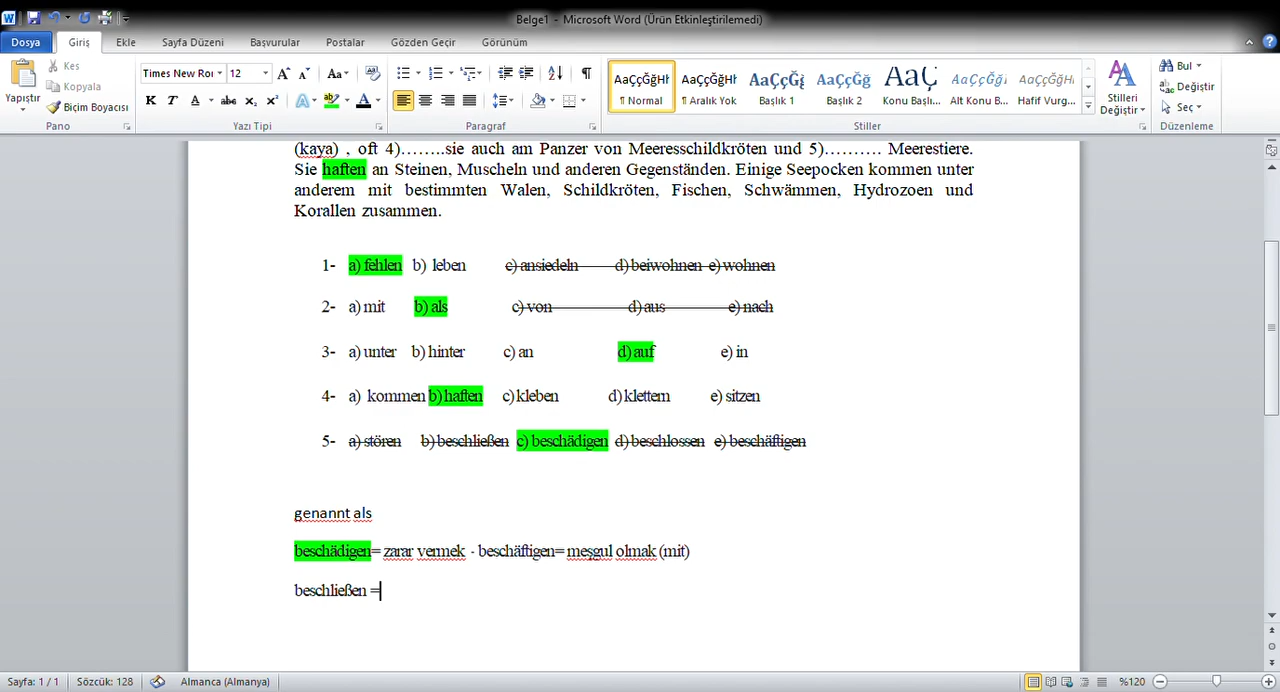 Belge1 - Microsoft Word (Ürün Etkinleştirilemedi)
Dosya Giriş Ekle Sayfa Düzeni Başvurular Postalar Gözden Geçir Görünüm
Yapıştır
Kes
Kopyala
Biçim Boyacısı
Pano
Times New Roı 12
K T A abc x₂ x²
Yazı Tipi
Paragraf
AaÇçĞğHł AaÇçĞğHł AaÇçĞğ AaÇçĞğ AaÇ AaÇçĞğı AaÇçĞğHı
¶ Normal ¶ Aralık Yok Başlık 1 Başlık 2 Konu Başlı... Alt Konu B... Hafif Vurg...
Stilleri Değiştir
Stiller
Bul
Değiştir
Seç
Düzenleme
(kaya) , oft 4)........sie auch am Panzer von Meeresschildkröten und 5)………. Meerestiere.
Sie haften an Steinen, Muscheln und anderen Gegenständen. Einige Seepocken kommen unter
anderem mit bestimmten Walen, Schildkröten, Fischen, Schwämmen, Hydrozoen und
Korallen zusammen.
1- a) fehlen b) leben c) ansiedeln d) beiwohnen e) wohnen
2- a) mit b) als c) von d) aus e) nach
3- a) unter b) hinter c) an d) auf e) in
4- a) kommen b) haften c) kleben d) klettern e) sitzen
5- a) stören b) beschließen c) beschädigen d) beschlossen e) beschäftigen
genannt als
beschädigen= zarar vermek - beschäftigen= meşgul olmak (mit)
beschließen =
Sayfa: 1 / 1 Sözcük: 128 Almanca (Almanya) %120